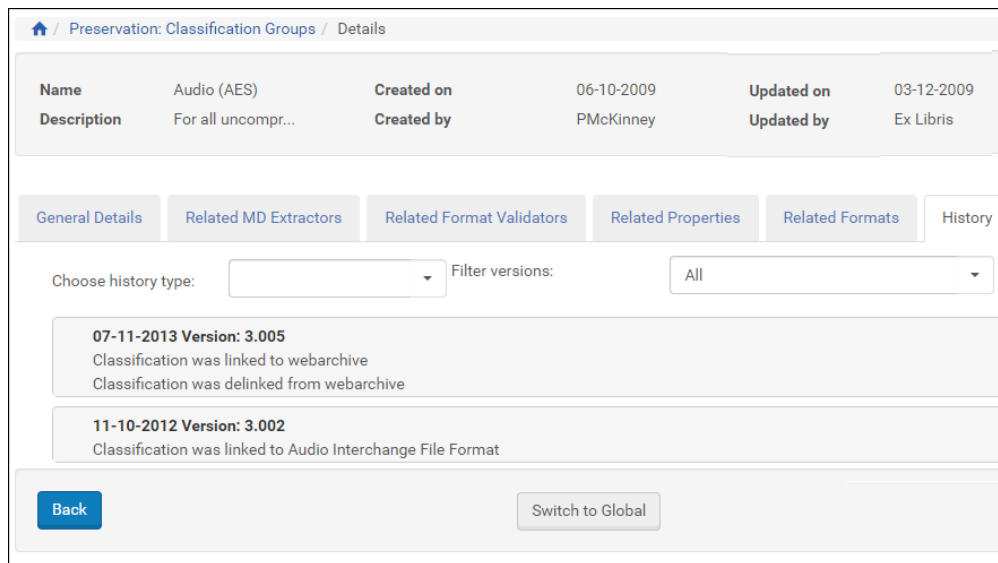 / Preservation: Classification Groups / Details
Name Audio (AES) Created on 06-10-2009 Updated on 03-12-2009
Description For all uncompr... Created by PMcKinney Updated by Ex Libris
General Details Related MD Extractors Related Format Validators Related Properties Related Formats History
Choose history type: Filter versions: All
07-11-2013 Version: 3.005
Classification was linked to webarchive
Classification was delinked from webarchive
11-10-2012 Version: 3.002
Classification was linked to Audio Interchange File Format
Back Switch to Global